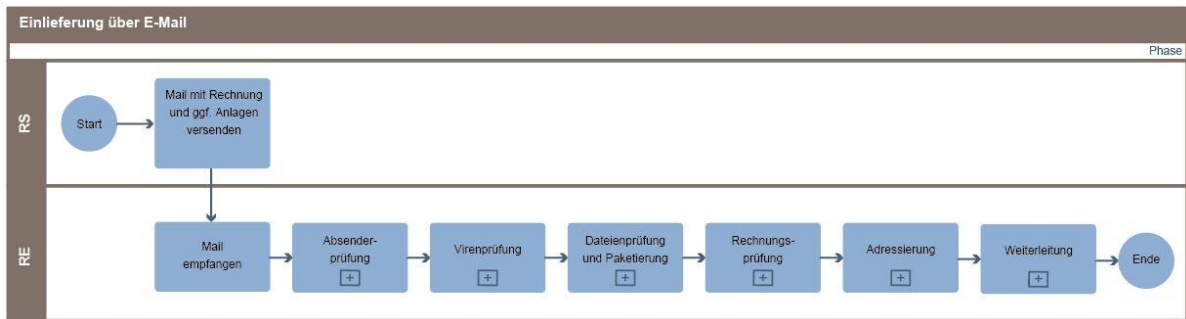 Einlieferung über E-Mail
Phase
RS
Start
Mail mit Rechnung
und ggf. Anlagen
versenden
RE
Mail
empfangen
Absender-
prüfung
Virenprüfung
Dateienprüfung
und Paketierung
Rechnungs-
prüfung
Adressierung
Weiterleitung
Ende